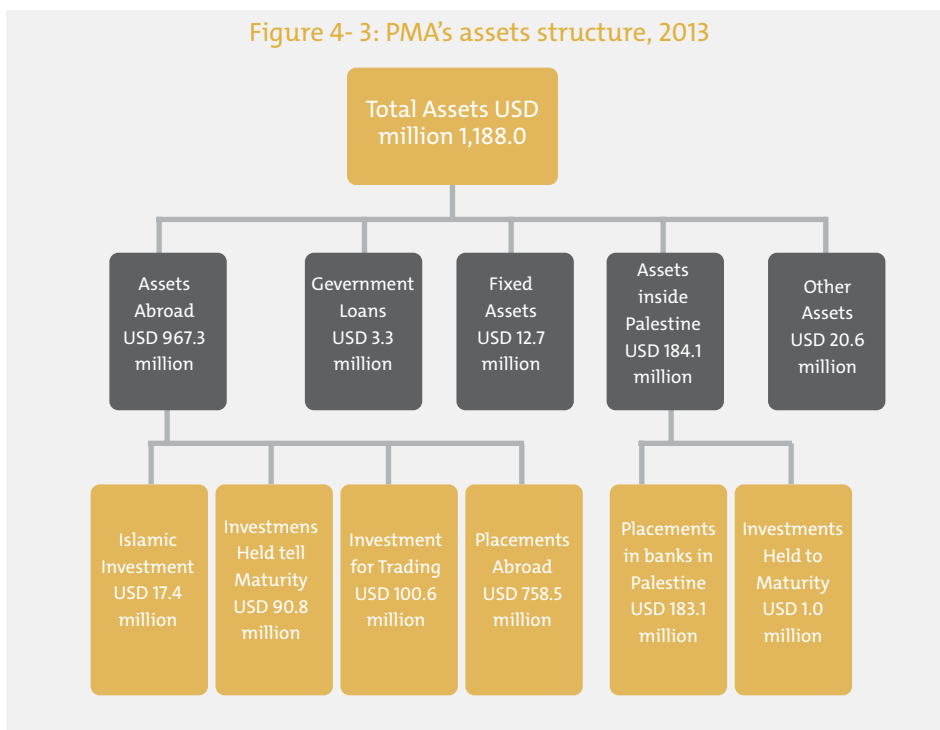 Figure 4- 3: PMA's assets structure, 2013
Total Assets USD
million 1,188.0
Assets
Abroad
USD 967.3
million
Gevernment
Loans
USD 3.3
million
Fixed
Assets
USD 12.7
million
Assets
inside
Palestine
USD 184.1
million
Other
Assets
USD 20.6
million
Islamic
Investment
USD 17.4
million
Investmens
Held tell
Maturity
USD 90.8
million
Investment
for Trading
USD 100.6
million
Placements
Abroad
USD 758.5
million
Placements
in banks in
Palestine
USD 183.1
million
Investments
Held to
Maturity
USD 1.0
million